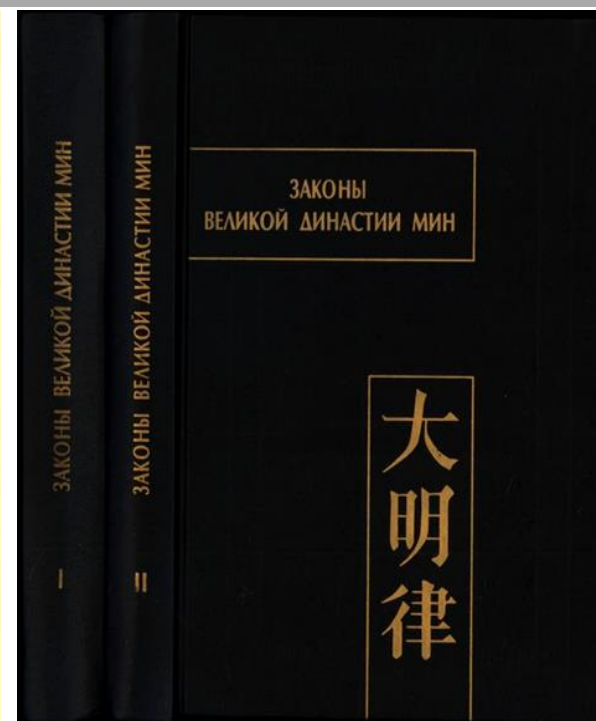 ЗАКОНЫ ВЕЛИКОЙ ДИНАСТИИ МИН
I
ЗАКОНЫ ВЕЛИКОЙ ДИНАСТИИ МИН
II
ЗАКОНЫ
ВЕЛИКОЙ ДИНАСТИИ МИН
大明律